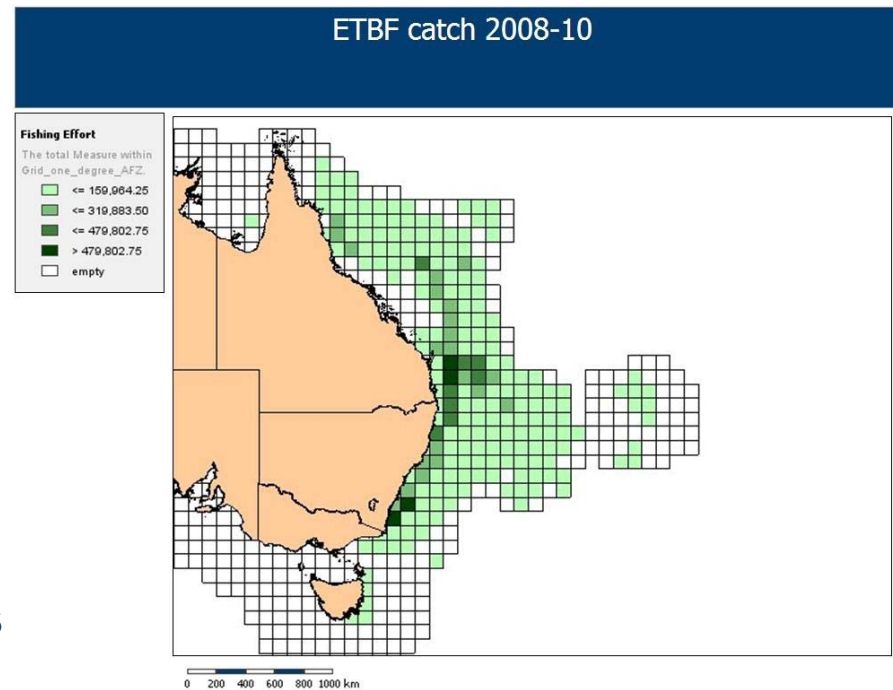 ETBF catch 2008-10
Fishing Effort
The total Measure within
Grid_one_degree_AFZ.
<= 159,964.25
<= 319,883.50
<= 479,802.75
> 479,802.75
empty
0 200 400 600 800 1000 km